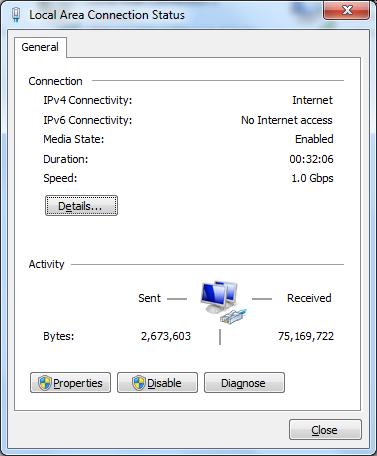 Local Area Connection Status
General
Connection
IPv4 Connectivity: Internet
IPv6 Connectivity: No Internet access
Media State: Enabled
Duration: 00:32:06
Speed: 1.0 Gbps
Details...
Activity
Sent Received
Bytes: 2,673,603 75,169,722
Properties Disable Diagnose
Close